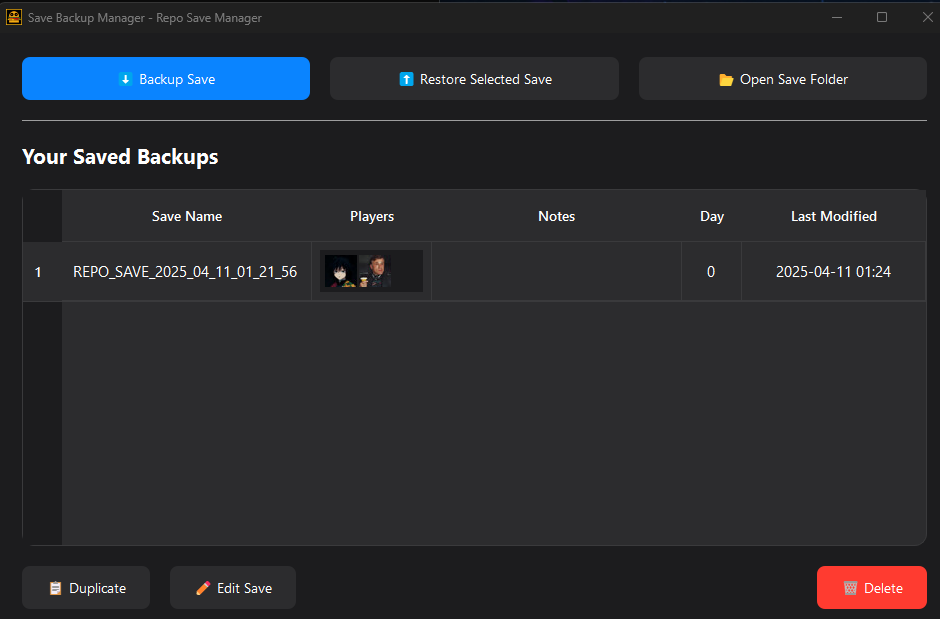 Save Backup Manager - Repo Save Manager
Backup Save
Restore Selected Save
Open Save Folder
Your Saved Backups
Save Name Players Notes Day Last Modified
1 REPO_SAVE_2025_04_11_01_21_56 0 2025-04-11 01:24
Duplicate
Edit Save
Delete